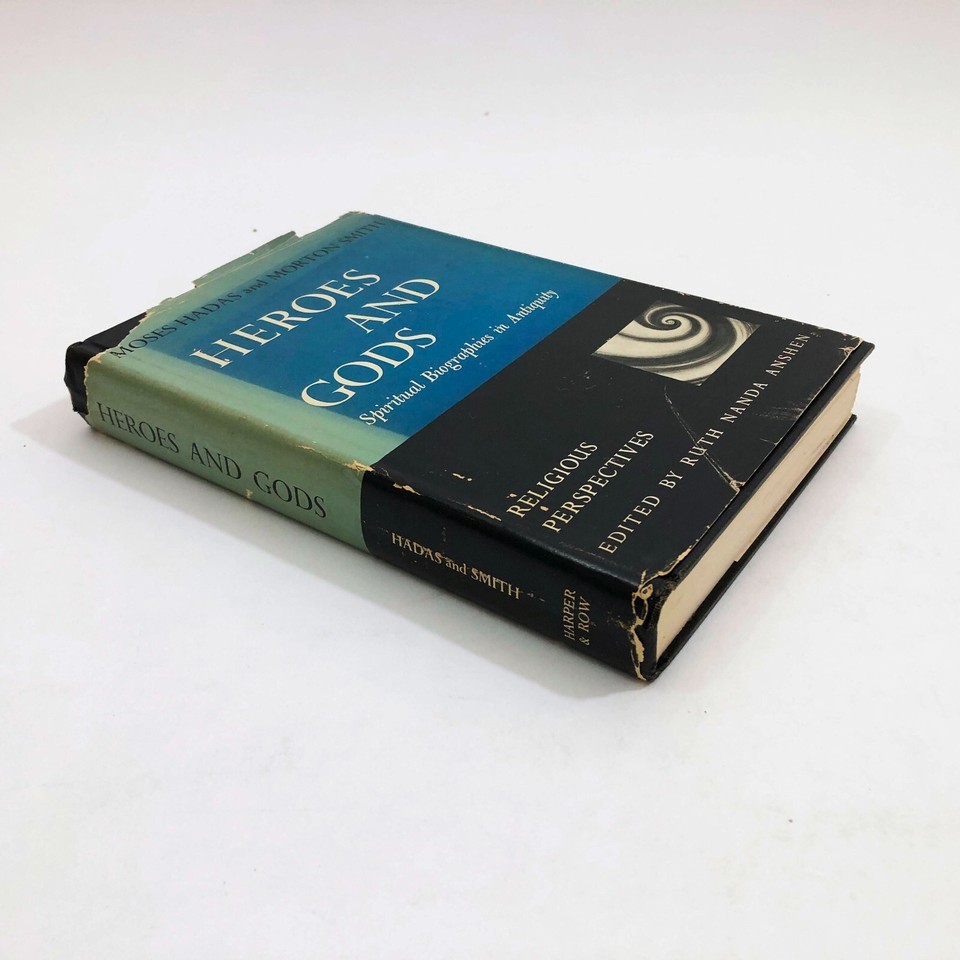 MOSES HADAS and MORTON SMITH
HEROES
AND
GODS
Spiritual Biographies in Antiquity
RELIGIOUS
PERSPECTIVES
EDITED BY RUTH NANDA ANSHEN
HEROES AND GODS
HADAS and SMITH
HARPER
& ROW